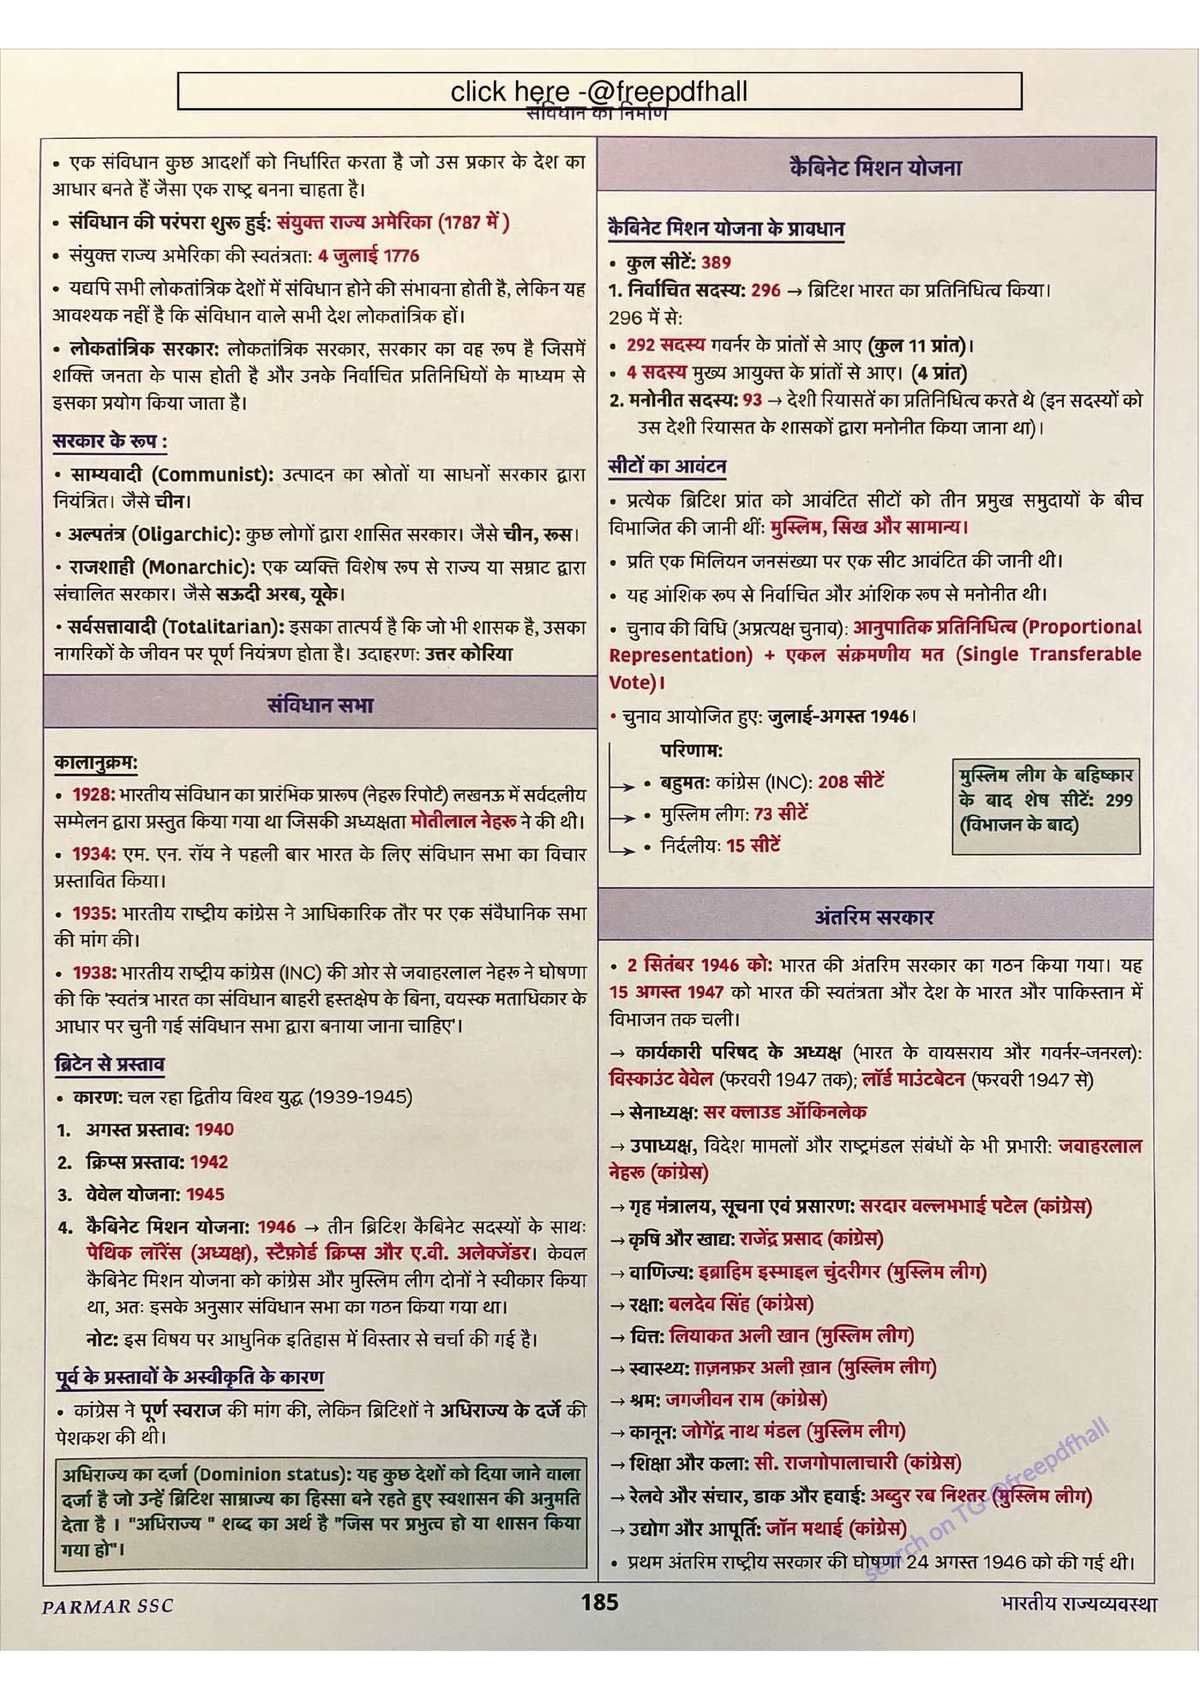 click here -@freepdfhall
संविधान का निर्माण
• एक संविधान कुछ आदर्शों को निर्धारित करता है जो उस प्रकार के देश का
आधार बनते हैं जैसा एक राष्ट्र बनना चाहता है।
• संविधान की परंपरा शुरू हुई: संयुक्त राज्य अमेरिका (1787 में )
• संयुक्त राज्य अमेरिका की स्वतंत्रता: 4 जुलाई 1776
• यद्यपि सभी लोकतांत्रिक देशों में संविधान होने की संभावना होती है, लेकिन यह
आवश्यक नहीं है कि संविधान वाले सभी देश लोकतांत्रिक हों।
• लोकतांत्रिक सरकार: लोकतांत्रिक सरकार, सरकार का वह रूप है जिसमें
शक्ति जनता के पास होती है और उनके निर्वाचित प्रतिनिधियों के माध्यम से
इसका प्रयोग किया जाता है।
सरकार के रूप :
• साम्यवादी (Communist): उत्पादन का स्रोतों या साधनों सरकार द्वारा
नियंत्रित। जैसे चीन।
• अल्पतंत्र (Oligarchic): कुछ लोगों द्वारा शासित सरकार। जैसे चीन, रूस।
• राजशाही (Monarchic): एक व्यक्ति विशेष रूप से राज्य या सम्राट द्वारा
संचालित सरकार। जैसे सऊदी अरब, यूके।
• सर्वसत्तावादी (Totalitarian): इसका तात्पर्य है कि जो भी शासक है, उसका
नागरिकों के जीवन पर पूर्ण नियंत्रण होता है। उदाहरण: उत्तर कोरिया
संविधान सभा
कालानुक्रम:
• 1928: भारतीय संविधान का प्रारंभिक प्रारूप (नेहरू रिपोर्ट) लखनऊ में सर्वदलीय
सम्मेलन द्वारा प्रस्तुत किया गया था जिसकी अध्यक्षता मोतीलाल नेहरू ने की थी।
• 1934: एम. एन. रॉय ने पहली बार भारत के लिए संविधान सभा का विचार
प्रस्तावित किया।
• 1935: भारतीय राष्ट्रीय कांग्रेस ने आधिकारिक तौर पर एक संवैधानिक सभा
की मांग की।
• 1938: भारतीय राष्ट्रीय कांग्रेस (INC) की ओर से जवाहरलाल नेहरू ने घोषणा
की कि 'स्वतंत्र भारत का संविधान बाहरी हस्तक्षेप के बिना, वयस्क मताधिकार के
आधार पर चुनी गई संविधान सभा द्वारा बनाया जाना चाहिए'।
ब्रिटेन से प्रस्ताव
• कारण: चल रहा द्वितीय विश्व युद्ध (1939-1945)
1. अगस्त प्रस्ताव: 1940
2. क्रिप्स प्रस्ताव: 1942
3. वेवेल योजना: 1945
4. कैबिनेट मिशन योजना: 1946 → तीन ब्रिटिश कैबिनेट सदस्यों के साथः
पेथिक लॉरेंस (अध्यक्ष), स्टैफ़ोर्ड क्रिप्स और ए.वी. अलेक्जेंडर। केवल
कैबिनेट मिशन योजना को कांग्रेस और मुस्लिम लीग दोनों ने स्वीकार किया
था, अतः इसके अनुसार संविधान सभा का गठन किया गया था।
नोट: इस विषय पर आधुनिक इतिहास में विस्तार से चर्चा की गई है।
पूर्व के प्रस्तावों के अस्वीकृति के कारण
• कांग्रेस ने पूर्ण स्वराज की मांग की, लेकिन ब्रिटिशों ने अधिराज्य के दर्जे की
पेशकश की थी।
अधिराज्य का दर्जा (Dominion status): यह कुछ देशों को दिया जाने वाला
दर्जा है जो उन्हें ब्रिटिश साम्राज्य का हिस्सा बने रहते हुए स्वशासन की अनुमति
देता है । "अधिराज्य " शब्द का अर्थ है "जिस पर प्रभुत्व हो या शासन किया
गया हो"।
कैबिनेट मिशन योजना
कैबिनेट मिशन योजना के प्रावधान
• कुल सीटें: 389
1. निर्वाचित सदस्य: 296 → ब्रिटिश भारत का प्रतिनिधित्व किया।
296 में से:
• 292 सदस्य गवर्नर के प्रांतों से आए (कुल 11 प्रांत)।
• 4 सदस्य मुख्य आयुक्त के प्रांतों से आए। (4 प्रांत)
2. मनोनीत सदस्य: 93 → देशी रियासतें का प्रतिनिधित्व करते थे (इन सदस्यों को
उस देशी रियासत के शासकों द्वारा मनोनीत किया जाना था)।
सीटों का आवंटन
• प्रत्येक ब्रिटिश प्रांत को आवंटित सीटों को तीन प्रमुख समुदायों के बीच
विभाजित की जानी थीं: मुस्लिम, सिख और सामान्य।
• प्रति एक मिलियन जनसंख्या पर एक सीट आवंटित की जानी थी।
• यह आंशिक रूप से निर्वाचित और आंशिक रूप से मनोनीत थी।
• चुनाव की विधि (अप्रत्यक्ष चुनाव): आनुपातिक प्रतिनिधित्व (Proportional
Representation) + एकल संक्रमणीय मत (Single Transferable
Vote)।
• चुनाव आयोजित हुए: जुलाई-अगस्त 1946।
परिणाम:
• बहुमतः कांग्रेस (INC): 208 सीटें
• मुस्लिम लीग: 73 सीटें
• निर्दलीय: 15 सीटें
मुस्लिम लीग के बहिष्कार
के बाद शेष सीटें: 299
(विभाजन के बाद)
अंतरिम सरकार
• 2 सितंबर 1946 को: भारत की अंतरिम सरकार का गठन किया गया। यह
15 अगस्त 1947 को भारत की स्वतंत्रता और देश के भारत और पाकिस्तान में
विभाजन तक चली।
→ कार्यकारी परिषद के अध्यक्ष (भारत के वायसराय और गवर्नर-जनरल):
विस्काउंट वेवेल (फरवरी 1947 तक); लॉर्ड माउंटबेटन (फरवरी 1947 से)
→ सेनाध्यक्ष: सर क्लाउड ऑकिनलेक
→ उपाध्यक्ष, विदेश मामलों और राष्ट्रमंडल संबंधों के भी प्रभारी: जवाहरलाल
नेहरू (कांग्रेस)
→ गृह मंत्रालय, सूचना एवं प्रसारण: सरदार वल्लभभाई पटेल (कांग्रेस)
→ कृषि और खाद्य: राजेंद्र प्रसाद (कांग्रेस)
→ वाणिज्य: इब्राहिम इस्माइल चुंदरीगर (मुस्लिम लीग)
→ रक्षा: बलदेव सिंह (कांग्रेस)
→ वित्त: लियाकत अली खान (मुस्लिम लीग)
→ स्वास्थ्य: ग़ज़नफ़र अली ख़ान (मुस्लिम लीग)
→ श्रम: जगजीवन राम (कांग्रेस)
→ कानून: जोगेंद्र नाथ मंडल (मुस्लिम लीग)
→ शिक्षा और कला: सी. राजगोपालाचारी (कांग्रेस)
→ रेलवे और संचार, डाक और हवाई: अब्दुर रब निश्तर (मुस्लिम लीग)
→ उद्योग और आपूर्ति: जॉन मथाई (कांग्रेस)
• प्रथम अंतरिम राष्ट्रीय सरकार की घोषणा 24 अगस्त 1946 को की गई थी।
search on TG-@freepdfhall
PARMAR SSC
185
भारतीय राज्यव्यवस्था